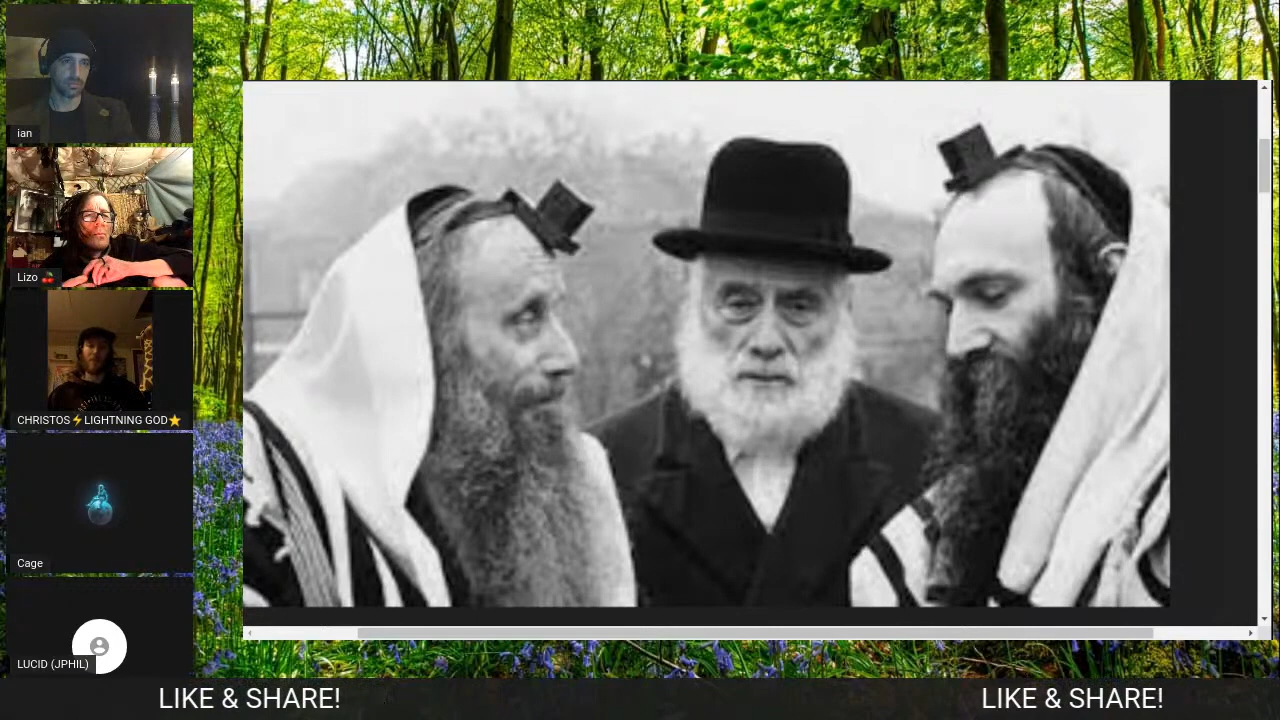 ian
Lizo 🍒
CHRISTOS⚡LIGHTNING GOD⭐
Cage
LUCID (JPHIL)
LIKE & SHARE! LIKE & SHARE!